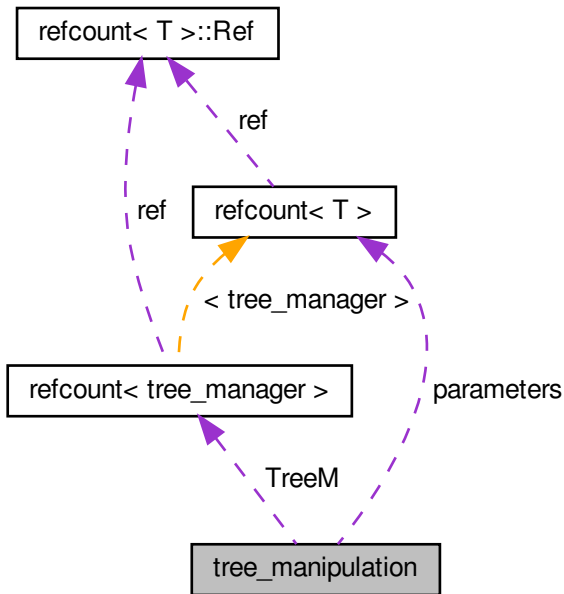 refcount< T >::Ref
ref
refcount< T >
ref
< tree_manager >
refcount< tree_manager >
parameters
TreeM
tree_manipulation